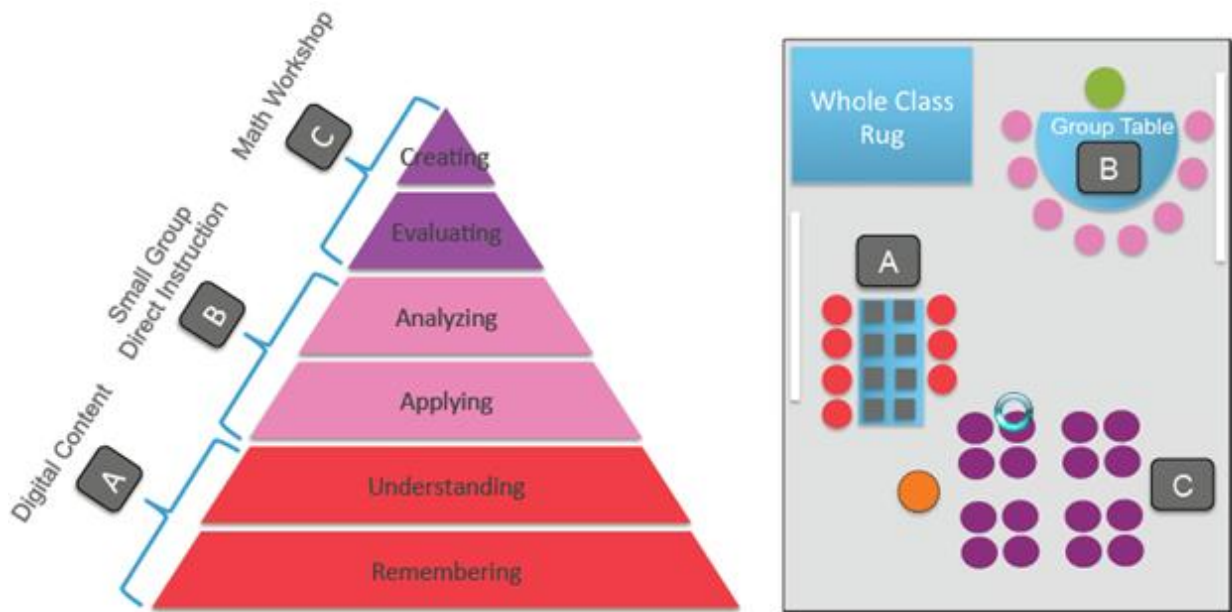 Math Workshop
C
Small Group
Direct Instruction
B
Digital Content
A
Creating
Evaluating
Analyzing
Applying
Understanding
Remembering
Whole Class
Rug
Group Table
B
A
C